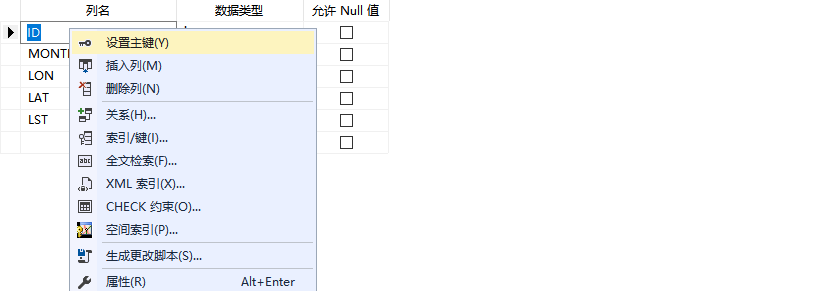 列名 数据类型 允许 Null 值
ID
MONT
LON
LAT
LST
设置主键(Y)
插入列(M)
删除列(N)
关系(H)...
索引/键(I)...
全文检索(F)...
XML 索引(X)...
CHECK 约束(O)...
空间索引(P)...
生成更改脚本(S)...
属性(R) Alt+Enter